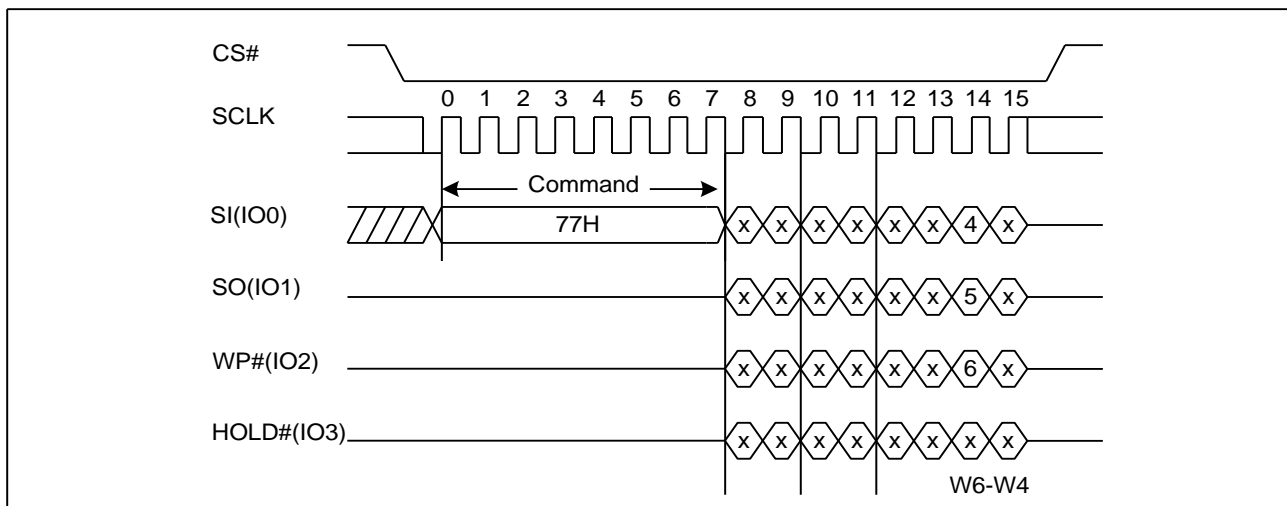 CS#
0 1 2 3 4 5 6 7 8 9 10 11 12 13 14 15
SCLK
Command
SI(IO0) 77H x x x x x x 4 x
SO(IO1) x x x x x x 5 x
WP#(IO2) x x x x x x 6 x
HOLD#(IO3) x x x x x x x x
W6-W4